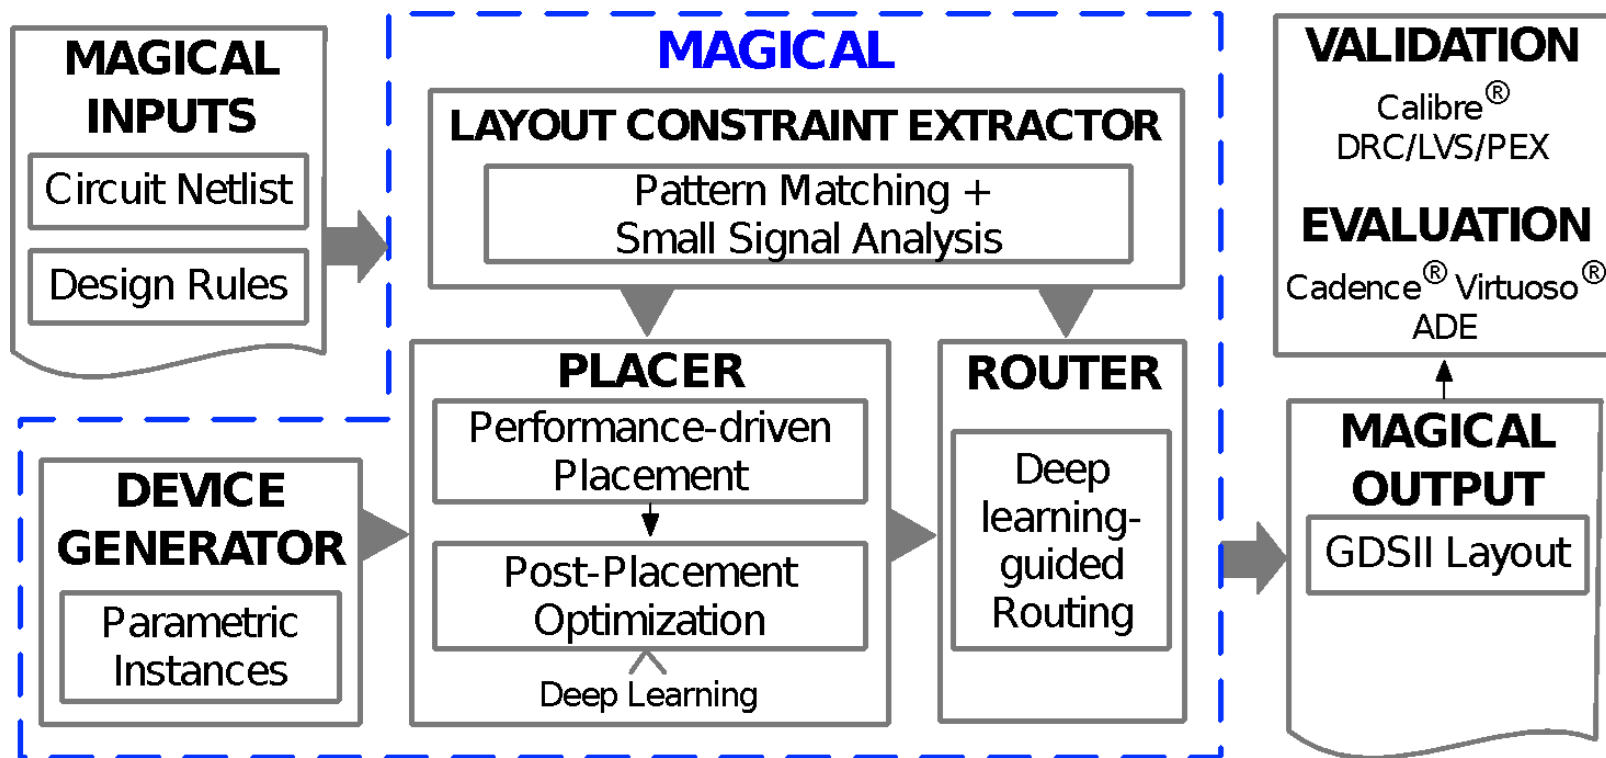 MAGICAL
INPUTS
Circuit Netlist
Design Rules
MAGICAL
LAYOUT CONSTRAINT EXTRACTOR
Pattern Matching +
Small Signal Analysis
DEVICE
GENERATOR
Parametric
Instances
PLACER
Performance-driven
Placement
Post-Placement
Optimization
Deep Learning
ROUTER
Deep
learning-
guided
Routing
VALIDATION
Calibre®
DRC/LVS/PEX
EVALUATION
Cadence® Virtuoso®
ADE
MAGICAL
OUTPUT
GDSII Layout